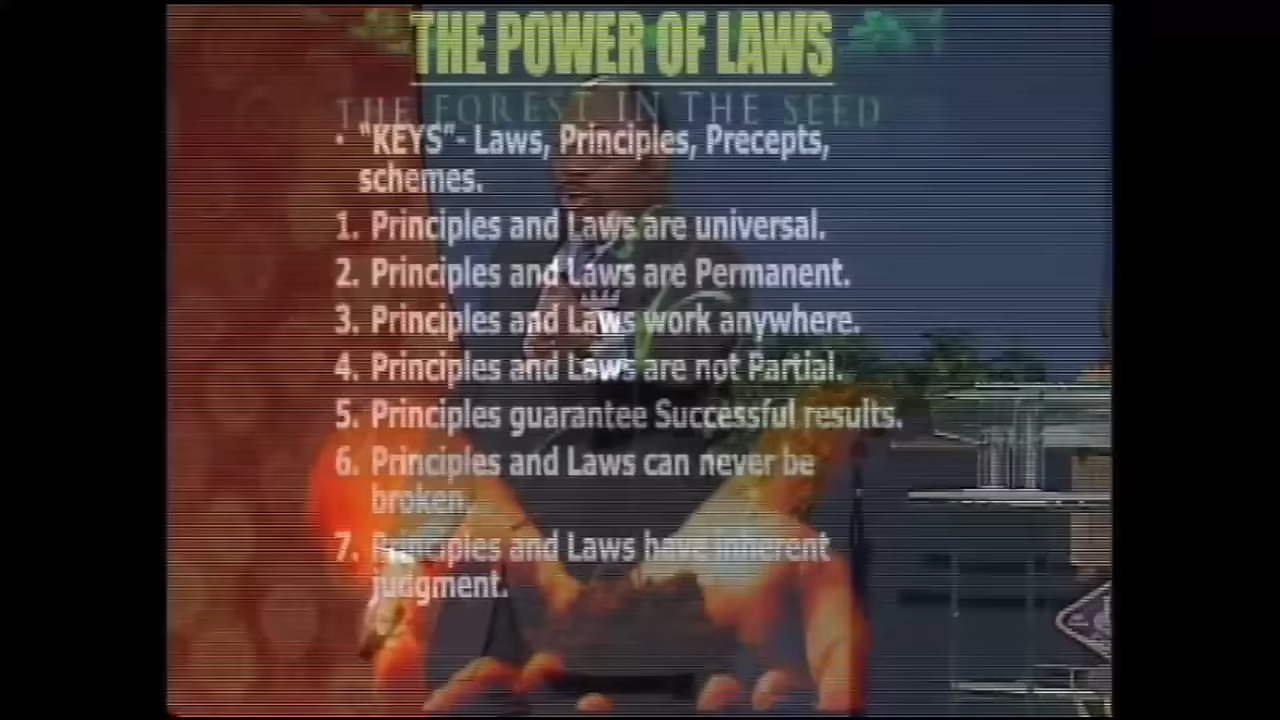 THE POWER OF LAWS
THE FOREST IN THE SEED
• "KEYS"- Laws, Principles, Precepts,
schemes.
1. Principles and Laws are universal.
2. Principles and Laws are Permanent.
3. Principles and Laws work anywhere.
4. Principles and Laws are not Partial.
5. Principles guarantee Successful results.
6. Principles and Laws can never be
broken.
7. Principles and Laws have inherent
judgment.